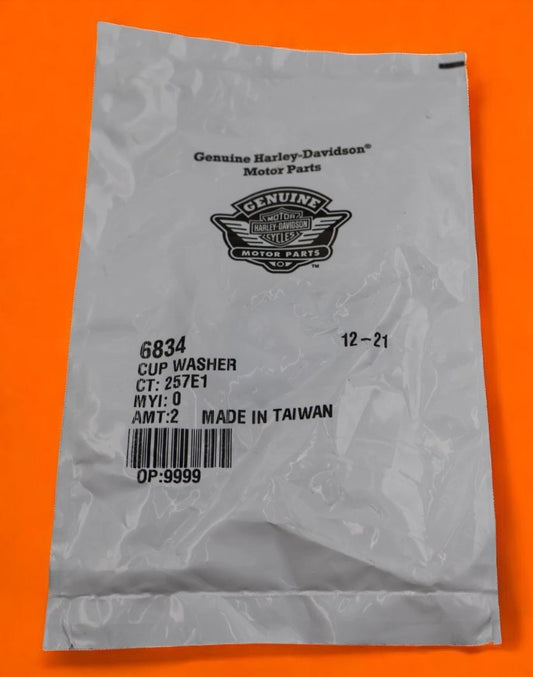 Genuine Harley-Davidson®
Motor Parts
GENUINE
MOTOR
HARLEY-DAVIDSON
CYCLES
MOTOR PARTS
™
6834
12-21
CUP WASHER
CT: 257E1
MYI: 0
AMT:2 MADE IN TAIWAN
OP:9999